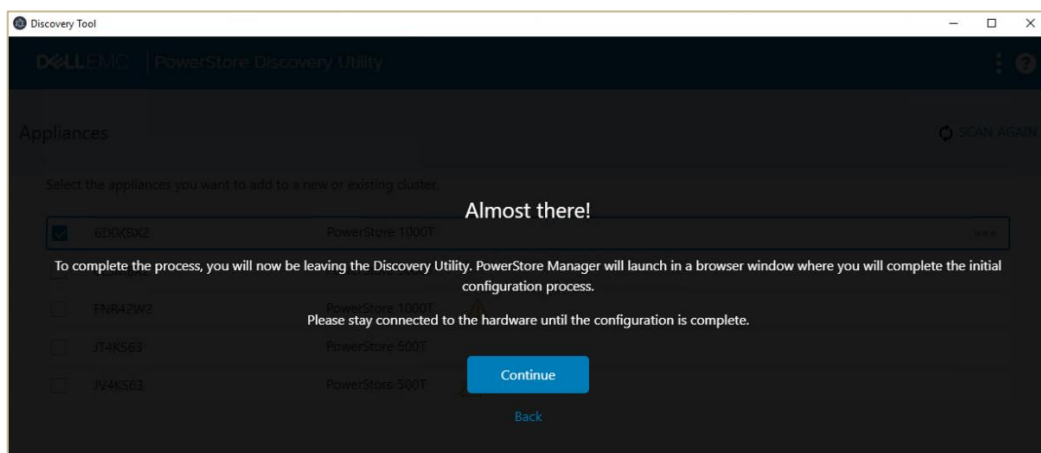 Discovery Tool
DELLEMC | PowerStore Discovery Utility
Appliances
SCAN AGAIN
Select the appliances you want to add to a new or existing cluster.
Almost there!
6D0K5X2 PowerStore 1000T
To complete the process, you will now be leaving the Discovery Utility. PowerStore Manager will launch in a browser window where you will complete the initial
configuration process.
FNR42W2 PowerStore 1000T
Please stay connected to the hardware until the configuration is complete.
JT4KS63 PowerStore 500T
Continue
JV4KS63 PowerStore 500T
Back